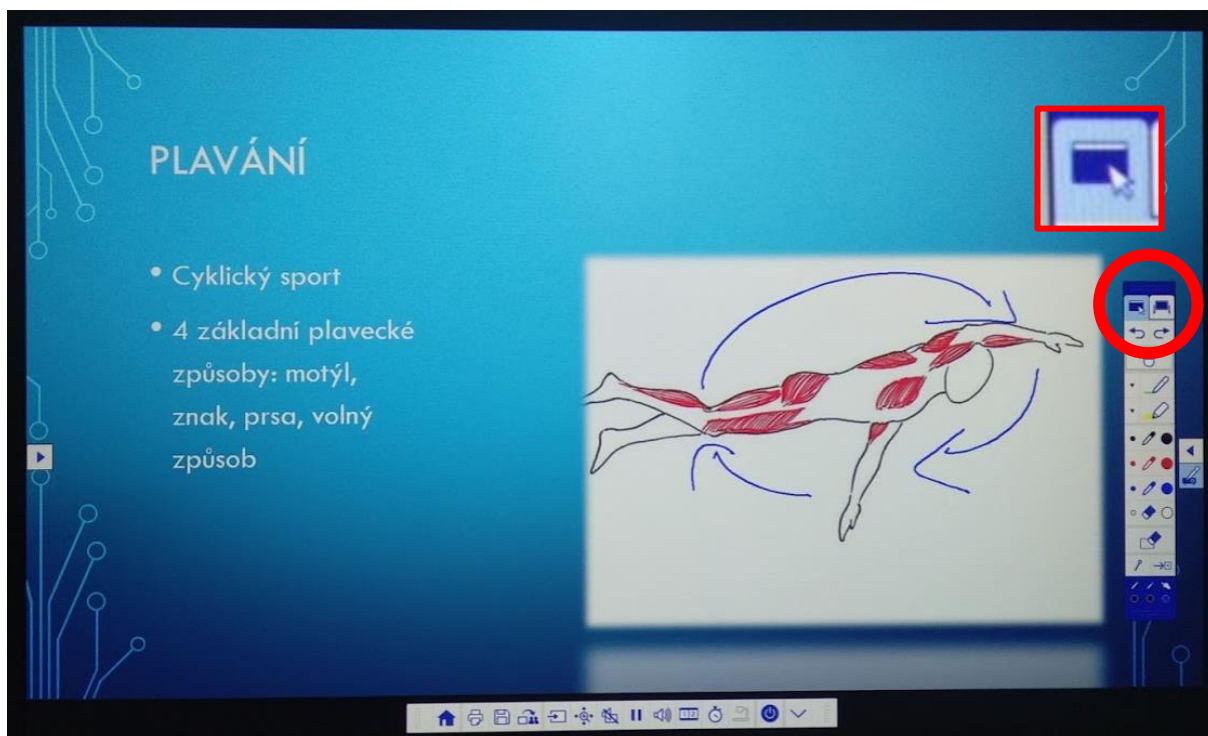 PLAVÁNÍ
• Cyklický sport
• 4 základní plavecké
způsoby: motýl,
znak, prsa, volný
způsob